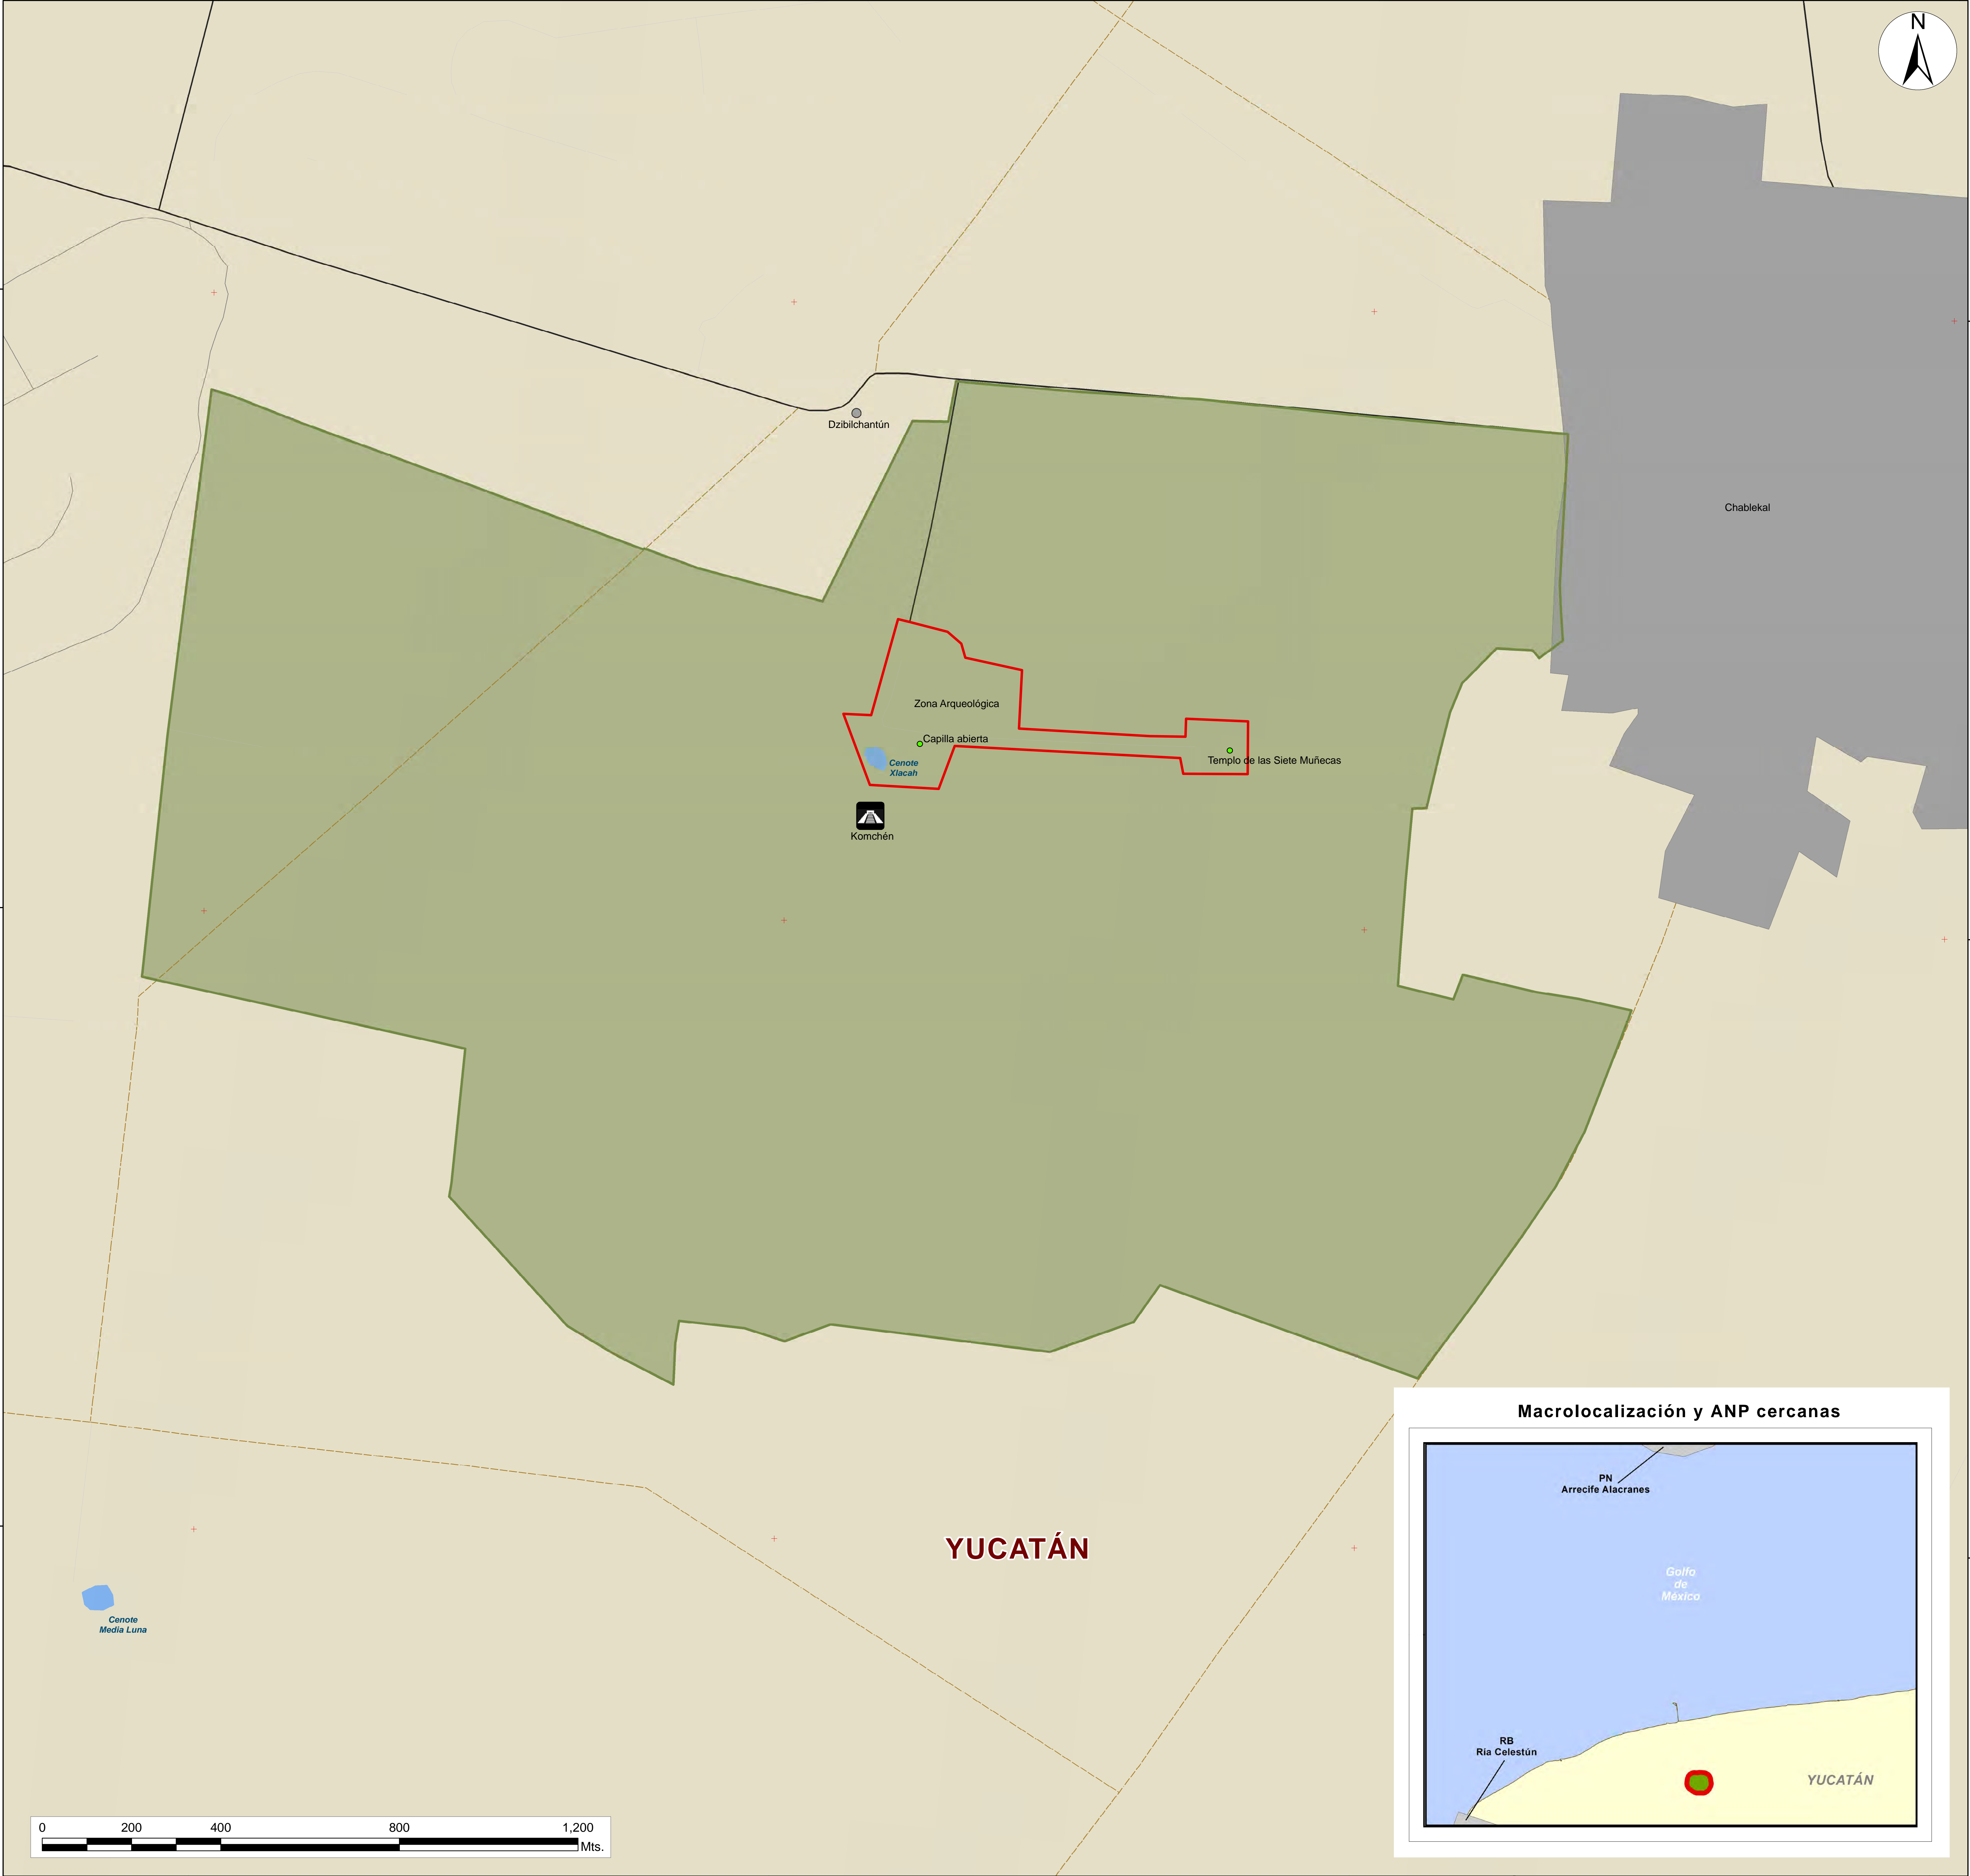 N
Dzibilchantún
Chablekal
Zona Arqueológica
Capilla abierta
Templo de las Siete Muñecas
Cenote
Xlacah
Komchén
Macrolocalización y ANP cercanas
PN
Arrecife Alacranes
YUCATÁN
Golfo
de
México
Cenote
Media Luna
RB
Ria Celestún
YUCATÁN
0 200 400 800 1,200
Mts.